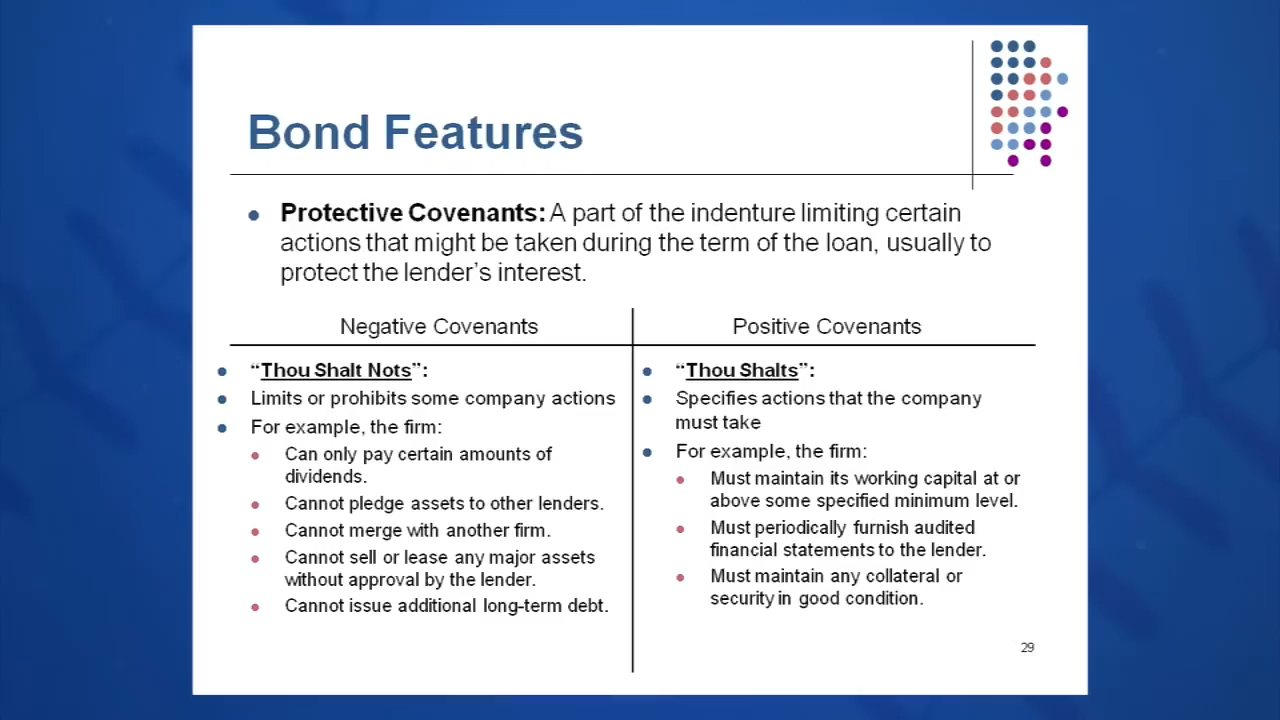 Bond Features
Protective Covenants: A part of the indenture limiting certain
actions that might be taken during the term of the loan, usually to
protect the lender's interest.
Negative Covenants
"Thou Shalt Nots":
Limits or prohibits some company actions
For example, the firm:
Can only pay certain amounts of
dividends.
Cannot pledge assets to other lenders.
Cannot merge with another firm.
Cannot sell or lease any major assets
without approval by the lender.
Cannot issue additional long-term debt.
Positive Covenants
"Thou Shalts":
Specifies actions that the company
must take
For example, the firm:
Must maintain its working capital at or
above some specified minimum level.
Must periodically furnish audited
financial statements to the lender.
Must maintain any collateral or
security in good condition.
29